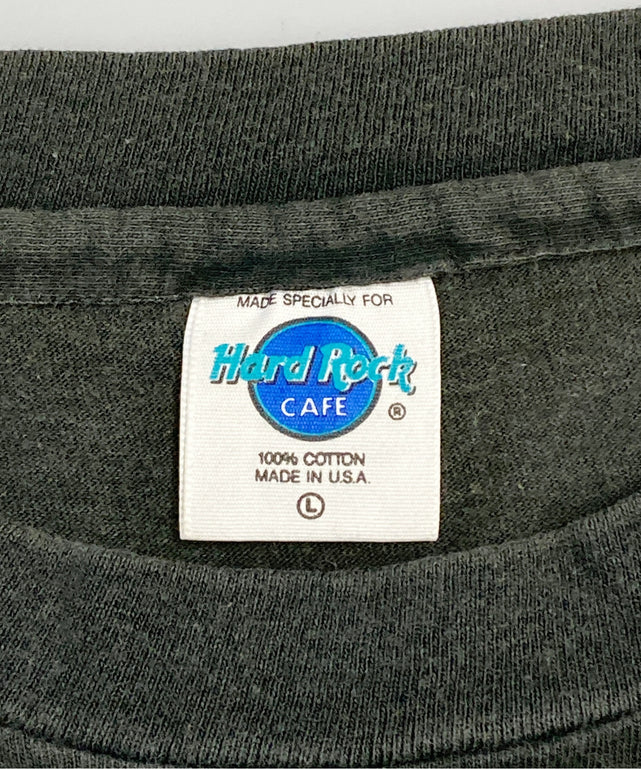 MADE SPECIALLY FOR
Hard Rock
CAFE
®
100% COTTON
MADE IN U.S.A.
L